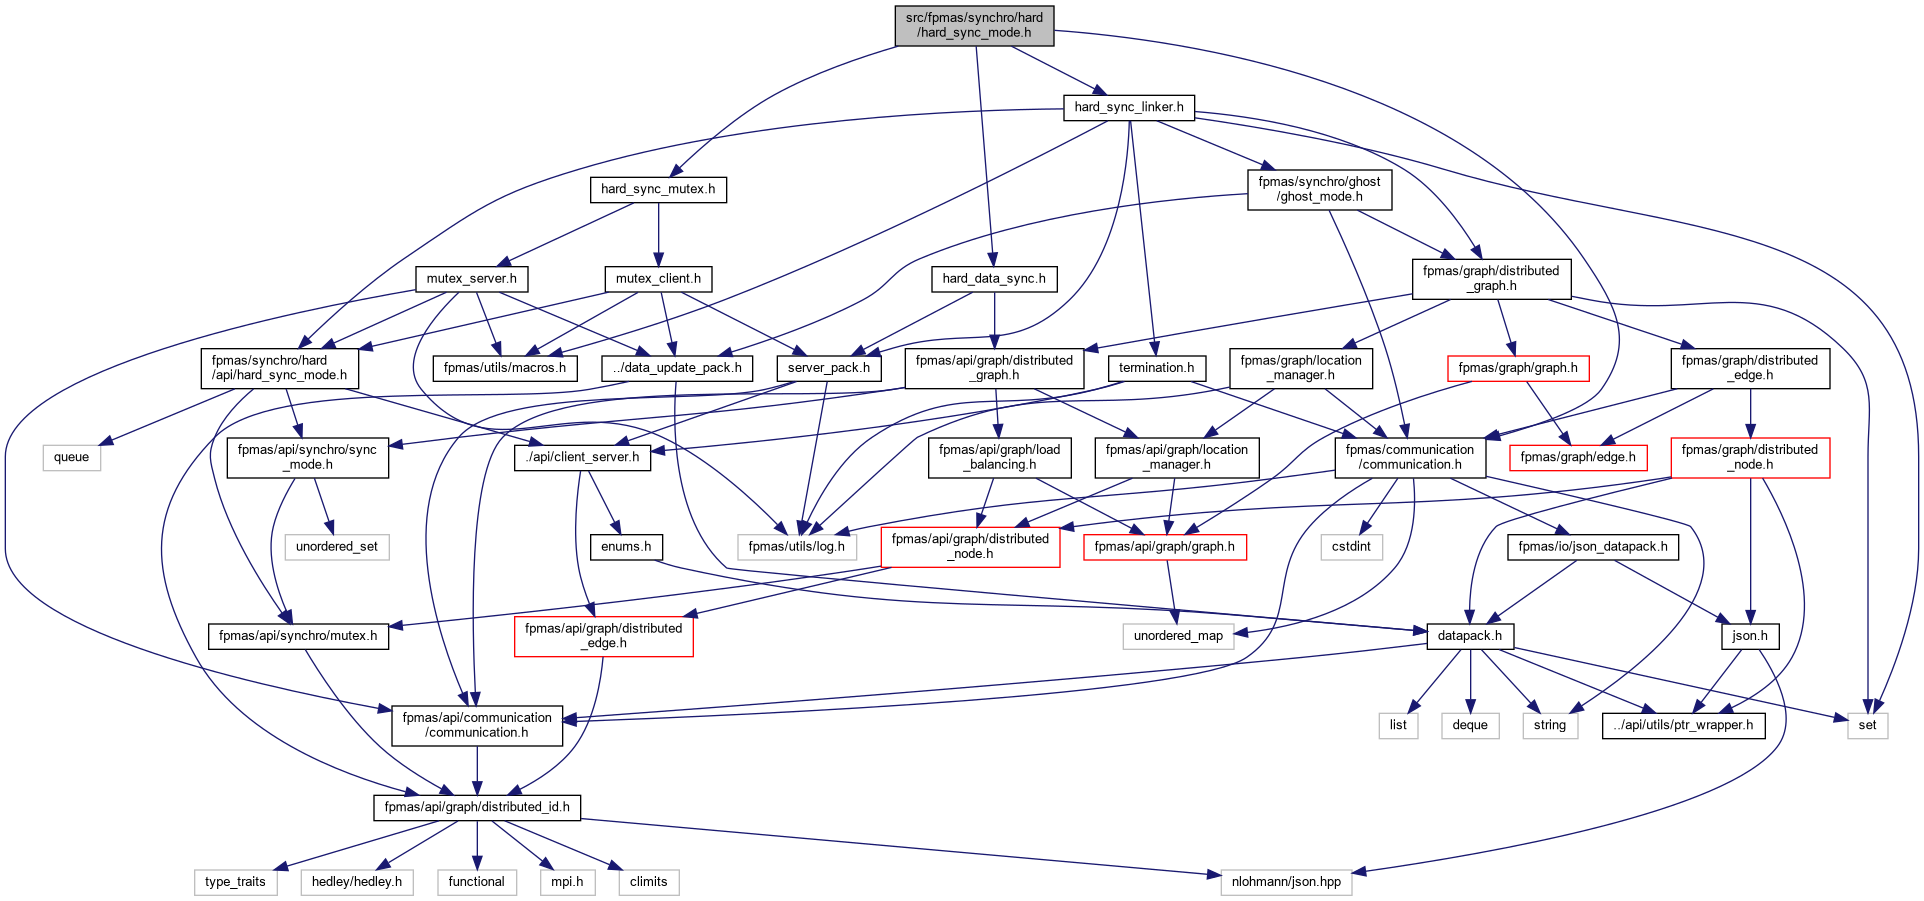 src/fpmas/synchro/hard
/hard_sync_mode.h
hard_sync_linker.h
hard_sync_mutex.h
fpmas/synchro/ghost
/ghost_mode.h
mutex_server.h
mutex_client.h
hard_data_sync.h
fpmas/graph/distributed
_graph.h
fpmas/synchro/hard
/api/hard_sync_mode.h
fpmas/utils/macros.h
../data_update_pack.h
server_pack.h
fpmas/api/graph/distributed
_graph.h
termination.h
fpmas/graph/location
_manager.h
fpmas/graph/graph.h
fpmas/graph/distributed
_edge.h
queue
fpmas/api/synchro/sync
_mode.h
./api/client_server.h
fpmas/api/graph/load
_balancing.h
fpmas/api/graph/location
_manager.h
fpmas/communication
/communication.h
fpmas/graph/edge.h
fpmas/graph/distributed
_node.h
unordered_set
enums.h
fpmas/utils/log.h
fpmas/api/graph/distributed
_node.h
fpmas/api/graph/graph.h
cstdint
fpmas/io/json_datapack.h
fpmas/api/synchro/mutex.h
fpmas/api/graph/distributed
_edge.h
unordered_map
datapack.h
json.h
fpmas/api/communication
/communication.h
list
deque
string
../api/utils/ptr_wrapper.h
set
fpmas/api/graph/distributed_id.h
type_traits
hedley/hedley.h
functional
mpi.h
climits
nlohmann/json.hpp